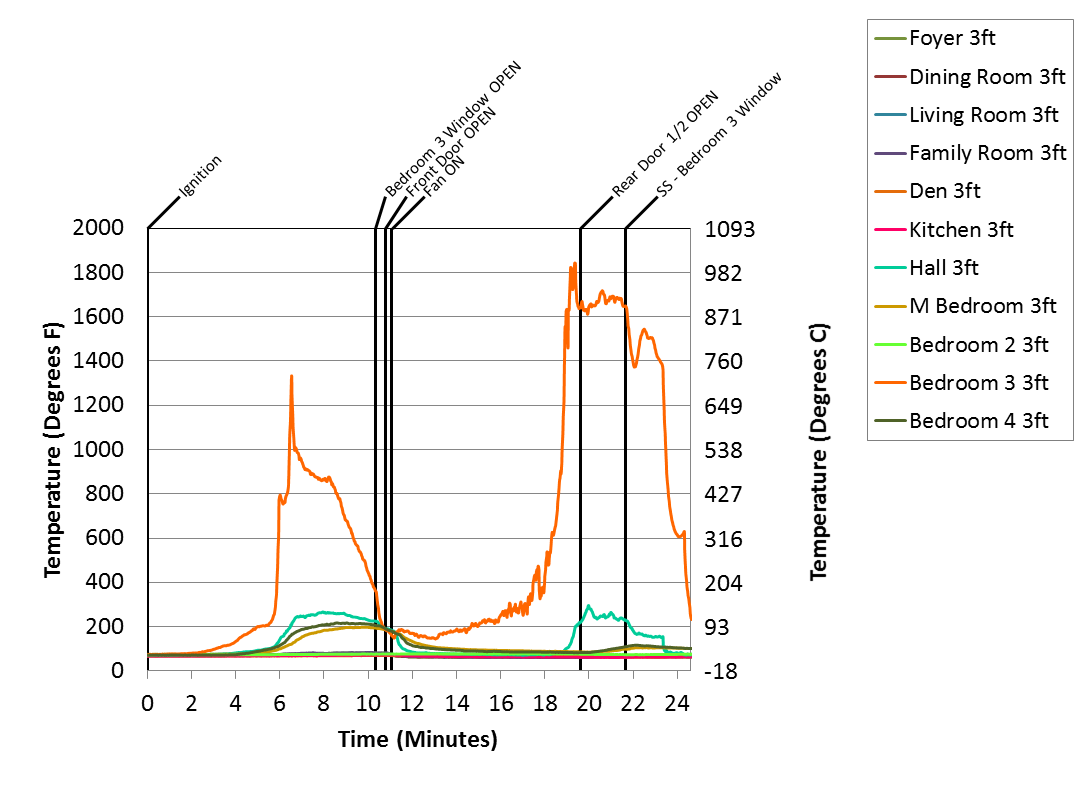 Ignition
Bedroom 3 Window OPEN
Front Door OPEN
Fan ON
Rear Door 1/2 OPEN
SS - Bedroom 3 Window
Foyer 3ft
Dining Room 3ft
Living Room 3ft
Family Room 3ft
Den 3ft
Kitchen 3ft
Hall 3ft
M Bedroom 3ft
Bedroom 2 3ft
Bedroom 3 3ft
Bedroom 4 3ft
Temperature (Degrees F)
2000
1800
1600
1400
1200
1000
800
600
400
200
0
1093
982
871
760
649
538
427
316
204
93
-18
Temperature (Degrees C)
0 2 4 6 8 10 12 14 16 18 20 22 24
Time (Minutes)